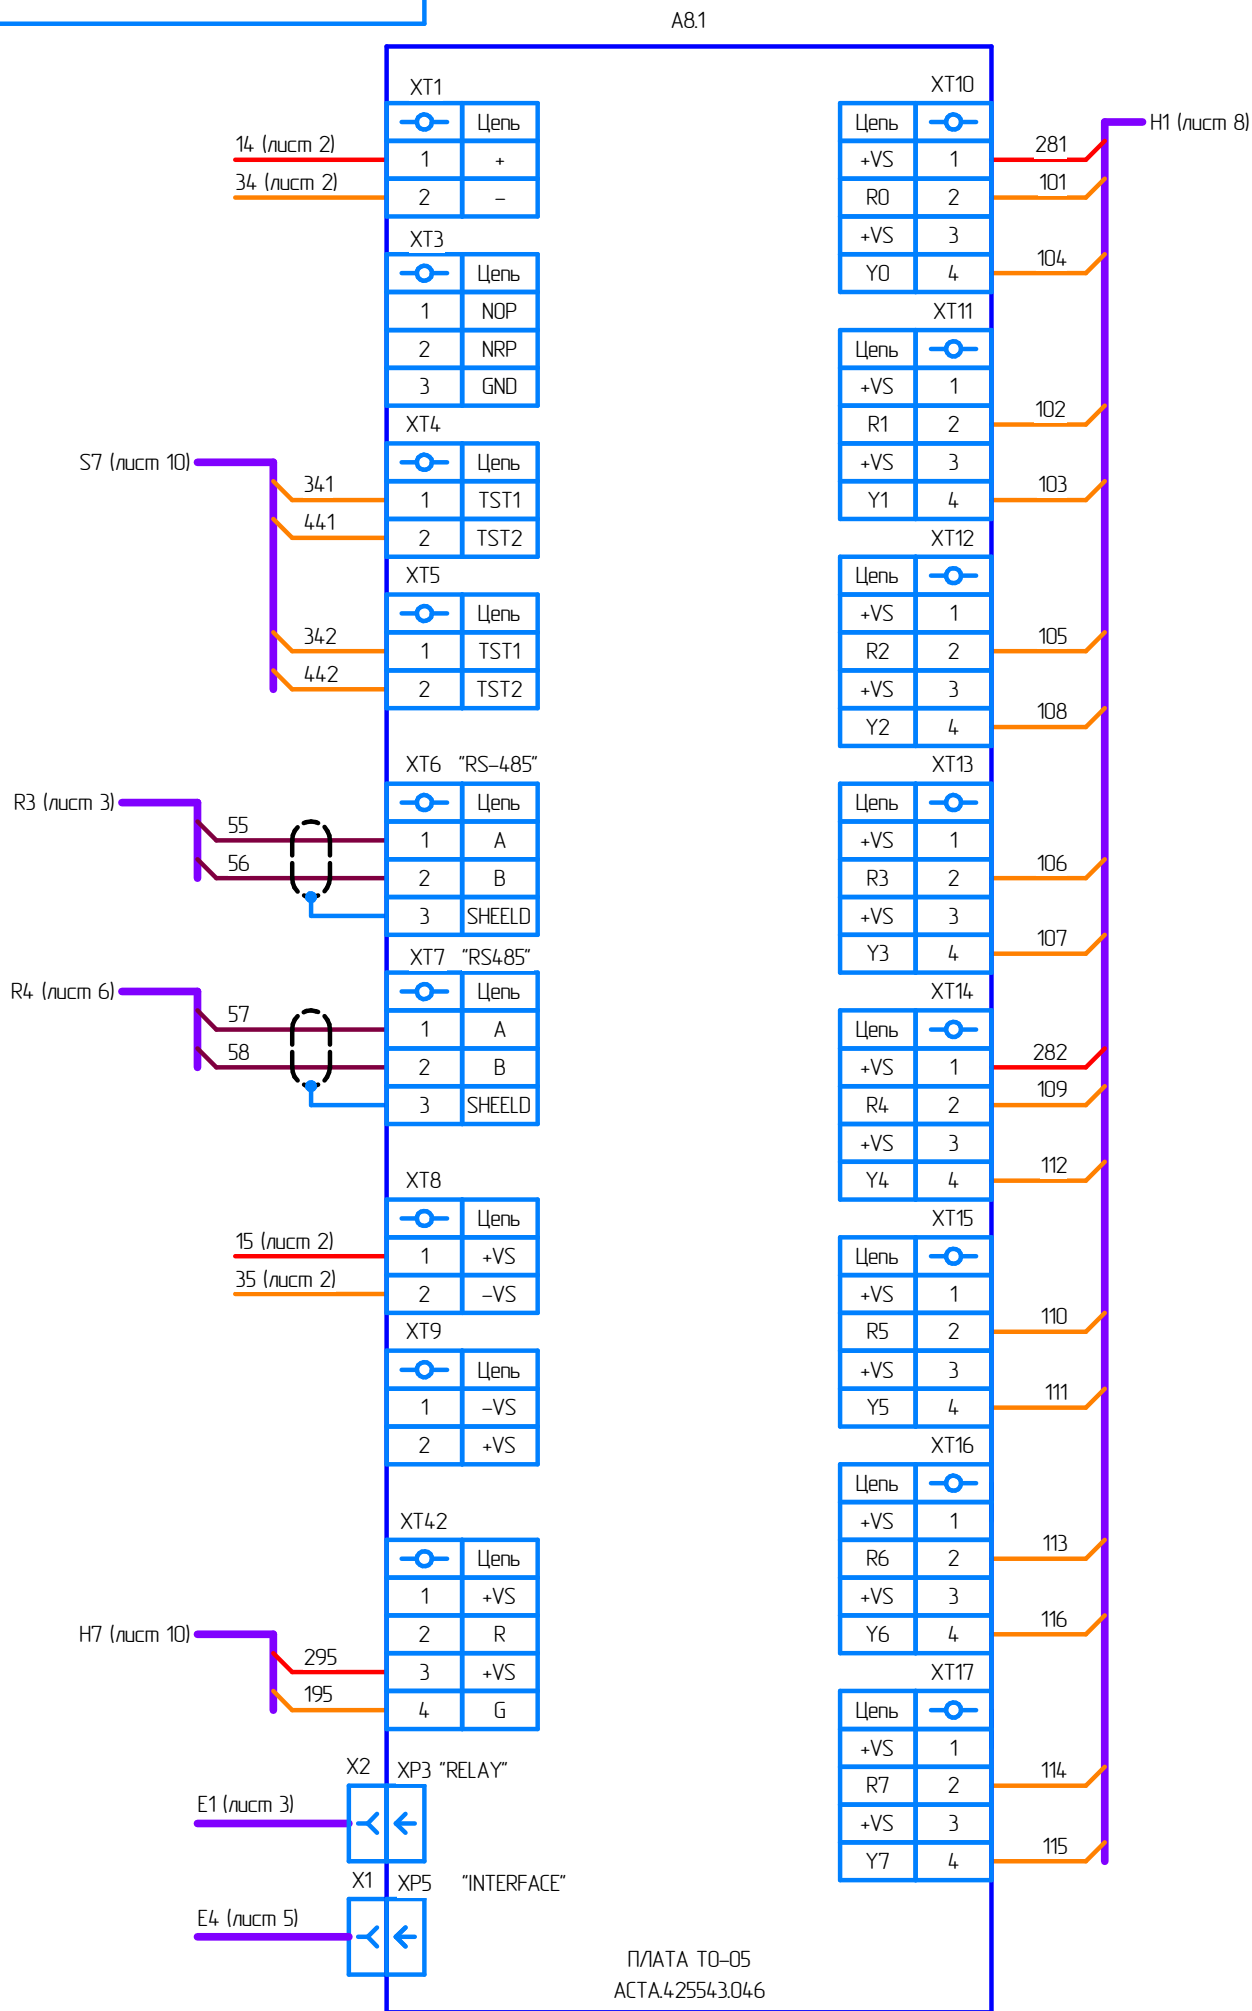 A8.1
XT1
Цепь
14 (лист 2)
1 +
34 (лист 2)
2 –
XT3
Цепь
1 NOP
2 NRP
3 GND
XT4
S7 (лист 10)
Цепь
341
1 TST1
441
2 TST2
XT5
Цепь
342
1 TST1
442
2 TST2
XT6 "RS-485"
R3 (лист 3)
Цепь
55
1 A
56
2 B
3 SHEELD
XT7 "RS485"
R4 (лист 6)
Цепь
57
1 A
58
2 B
3 SHEELD
XT8
Цепь
15 (лист 2)
1 +VS
35 (лист 2)
2 –VS
XT9
Цепь
1 –VS
2 +VS
XT42
Цепь
1 +VS
H7 (лист 10)
2 R
295
3 +VS
195
4 G
X2 XP3 "RELAY"
E1 (лист 3)
X1 XP5 "INTERFACE"
E4 (лист 5)
XT10
H1 (лист 8)
Цепь
281
+VS 1
101
R0 2
+VS 3
104
Y0 4
XT11
Цепь
+VS 1
102
R1 2
+VS 3
103
Y1 4
XT12
Цепь
+VS 1
105
R2 2
+VS 3
108
Y2 4
XT13
Цепь
+VS 1
106
R3 2
+VS 3
107
Y3 4
XT14
Цепь
282
+VS 1
109
R4 2
+VS 3
112
Y4 4
XT15
Цепь
+VS 1
110
R5 2
+VS 3
111
Y5 4
XT16
Цепь
+VS 1
113
R6 2
+VS 3
116
Y6 4
XT17
Цепь
+VS 1
114
R7 2
+VS 3
115
Y7 4
ПЛАТА ТО-05
АСТА.425543.046